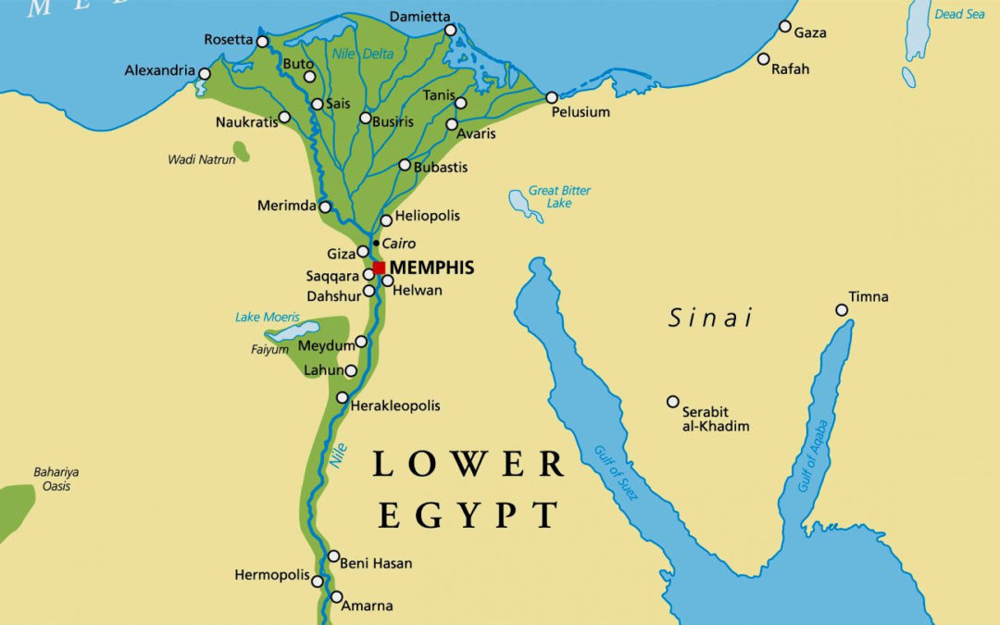 M E D
Damietta
Dead Sea
Rosetta
Gaza
Nile Delta
Buto
Rafah
Alexandria
Tanis
Sais
Pelusium
Naukratis
Busiris
Avaris
Wadi Natrun
Bubastis
Great Bitter
Lake
Merimda
Heliopolis
Cairo
Giza
MEMPHIS
Saqqara
Helwan
Dahshur
Timna
Lake Moeris
Sinai
Faiyum
Meydum
Lahun
Herakleopolis
Serabit
al-Khadim
Nile
LOWER
EGYPT
Gulf of Suez
Gulf of Aqaba
Bahariya
Oasis
Beni Hasan
Hermopolis
Amarna